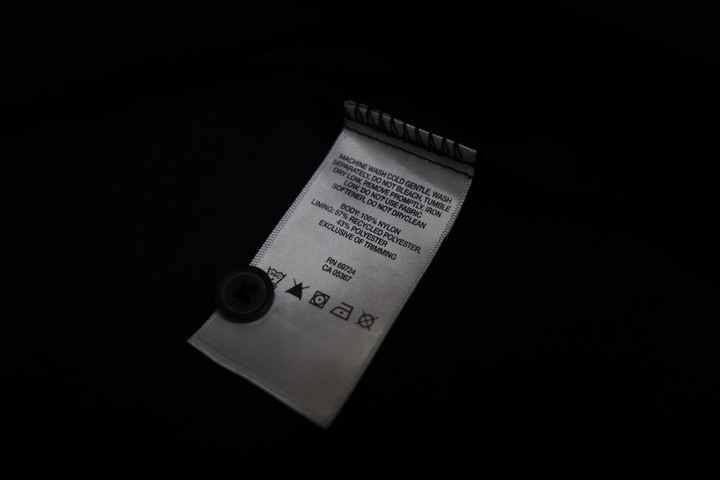 MACHINE WASH COLD GENTLE, WASH
SEPARATELY, DO NOT BLEACH, TUMBLE
DRY LOW, REMOVE PROMPTLY, IRON
LOW, DO NOT USE FABRIC
SOFTENER, DO NOT DRYCLEAN
BODY: 100% NYLON
LINING: 57% RECYCLED POLYESTER,
43% POLYESTER
EXCLUSIVE OF TRIMMING
RN 69724
CA 05367